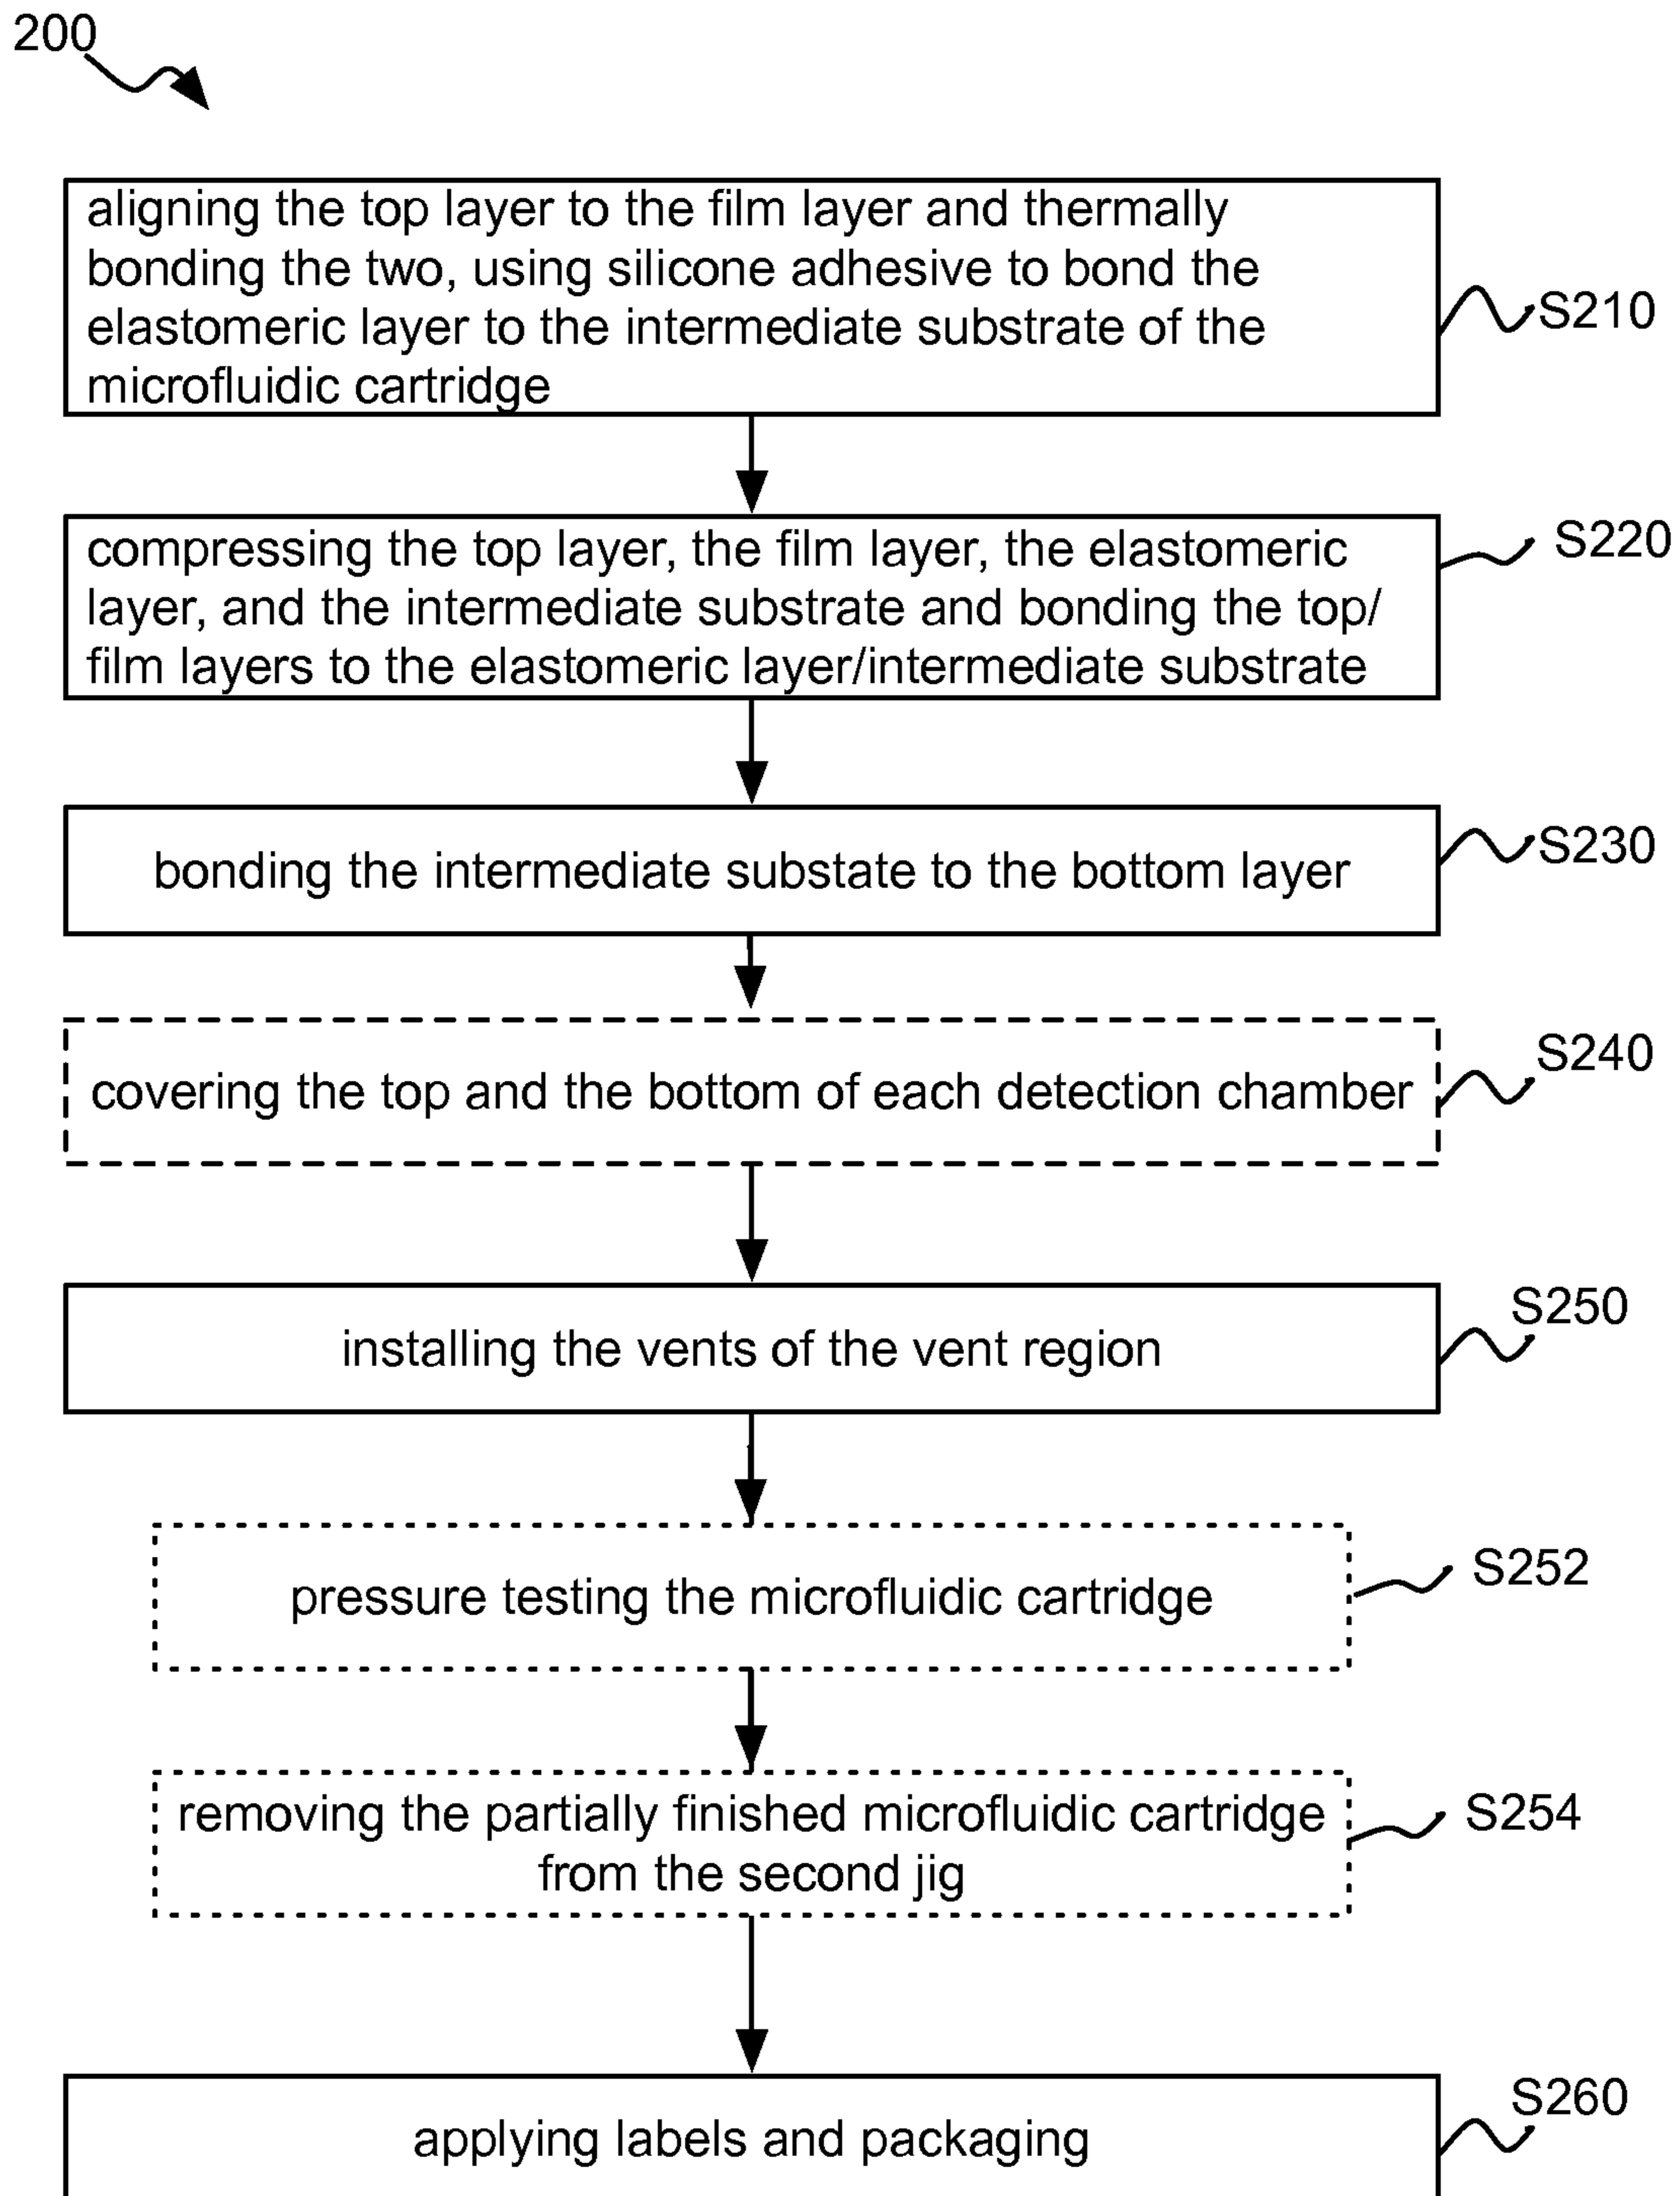 200
aligning the top layer to the film layer and thermally
bonding the two, using silicone adhesive to bond the
elastomeric layer to the intermediate substrate of the
microfluidic cartridge
S210
compressing the top layer, the film layer, the elastomeric
layer, and the intermediate substrate and bonding the top/
film layers to the elastomeric layer/intermediate substrate
S220
bonding the intermediate substate to the bottom layer
S230
covering the top and the bottom of each detection chamber
S240
installing the vents of the vent region
S250
pressure testing the microfluidic cartridge
S252
removing the partially finished microfluidic cartridge
from the second jig
S254
applying labels and packaging
S260